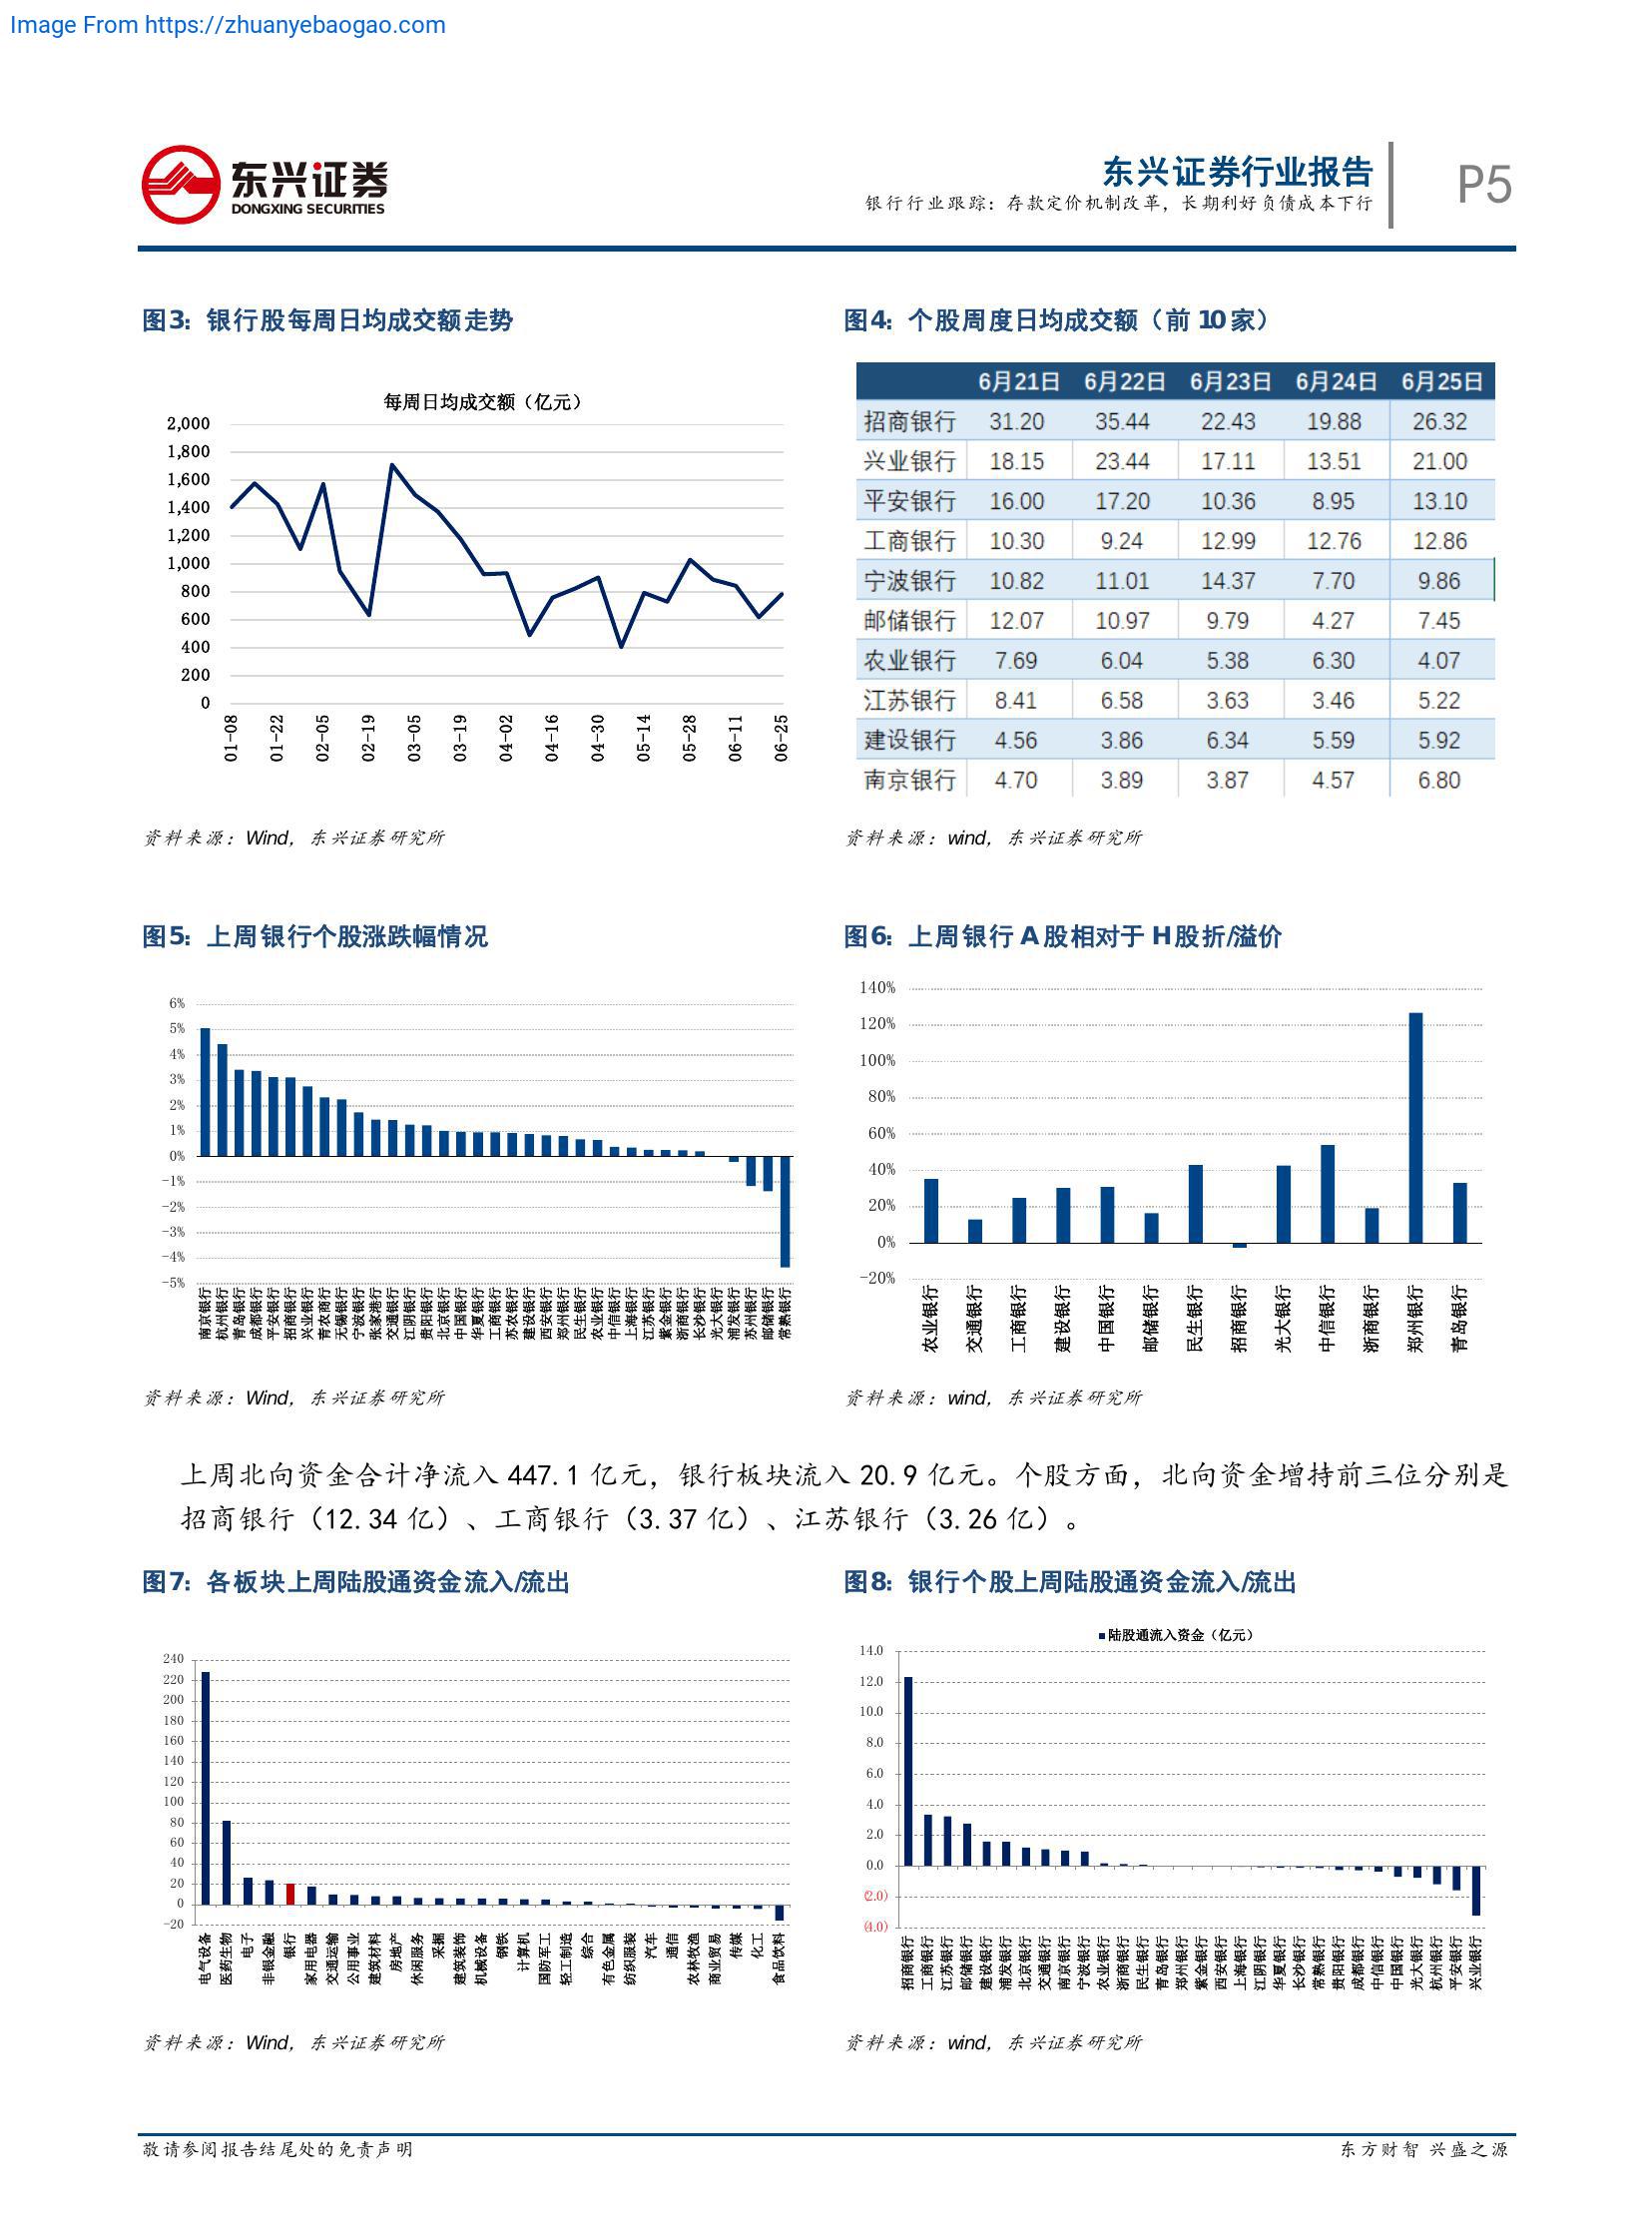 Image From https://zhuanyebaogao.com
东兴证券
DONGXING SECURITIES
东兴证券行业报告
银行行业跟踪：存款定价机制改革，长期利好负债成本下行
P5
图3：银行股每周日均成交额走势
每周日均成交额（亿元）
2,000
1,800
1,600
1,400
1,200
1,000
800
600
400
200
0
01-08 01-22 02-05 02-19 03-05 03-19 04-02 04-16 04-30 05-14 05-28 06-11 06-25
资料来源：Wind，东兴证券研究所
图4：个股周度日均成交额（前10家）
6月21日 6月22日 6月23日 6月24日 6月25日
招商银行 31.20 35.44 22.43 19.88 26.32
兴业银行 18.15 23.44 17.11 13.51 21.00
平安银行 16.00 17.20 10.36 8.95 13.10
工商银行 10.30 9.24 12.99 12.76 12.86
宁波银行 10.82 11.01 14.37 7.70 9.86
邮储银行 12.07 10.97 9.79 4.27 7.45
农业银行 7.69 6.04 5.38 6.30 4.07
江苏银行 8.41 6.58 3.63 3.46 5.22
建设银行 4.56 3.86 6.34 5.59 5.92
南京银行 4.70 3.89 3.87 4.57 6.80
资料来源：wind，东兴证券研究所
图5：上周银行个股涨跌幅情况
6%
5%
4%
3%
2%
1%
0%
-1%
-2%
-3%
-4%
-5%
南京银行 杭州银行 青岛银行 成都银行 平安银行 招商银行 兴业银行 青农商行 无锡银行 宁波银行 张家港行 交通银行 江阴银行 贵阳银行 北京银行 中国银行 华夏银行 工商银行 苏农银行 建设银行 西安银行 郑州银行 民生银行 农业银行 中信银行 上海银行 江苏银行 紫金银行 浙商银行 长沙银行 光大银行 浦发银行 苏州银行 邮储银行 常熟银行
资料来源：Wind，东兴证券研究所
图6：上周银行A股相对于H股折/溢价
140%
120%
100%
80%
60%
40%
20%
0%
-20%
农业银行 交通银行 工商银行 建设银行 中国银行 邮储银行 民生银行 招商银行 光大银行 中信银行 浙商银行 郑州银行 青岛银行
资料来源：wind，东兴证券研究所
上周北向资金合计净流入447.1亿元，银行板块流入20.9亿元。个股方面，北向资金增持前三位分别是
招商银行（12.34亿）、工商银行（3.37亿）、江苏银行（3.26亿）。
图7：各板块上周陆股通资金流入/流出
240
220
200
180
160
140
120
100
80
60
40
20
0
-20
电气设备 医药生物 电子 非银金融 银行 家用电器 交通运输 公用事业 建筑材料 房地产 休闲服务 采掘 建筑装饰 机械设备 钢铁 计算机 国防军工 轻工制造 综合 有色金属 纺织服装 汽车 通信 农林牧渔 商业贸易 传媒 化工 食品饮料
资料来源：Wind，东兴证券研究所
图8：银行个股上周陆股通资金流入/流出
陆股通流入资金（亿元）
14.0
12.0
10.0
8.0
6.0
4.0
2.0
0.0
(2.0)
(4.0)
招商银行 工商银行 江苏银行 邮储银行 建设银行 浦发银行 北京银行 交通银行 南京银行 宁波银行 农业银行 浙商银行 民生银行 青岛银行 郑州银行 紫金银行 西安银行 上海银行 江阴银行 华夏银行 长沙银行 常熟银行 贵阳银行 成都银行 中信银行 中国银行 光大银行 杭州银行 平安银行 兴业银行
资料来源：wind，东兴证券研究所
敬请参阅报告结尾处的免责声明
东方财智 兴盛之源